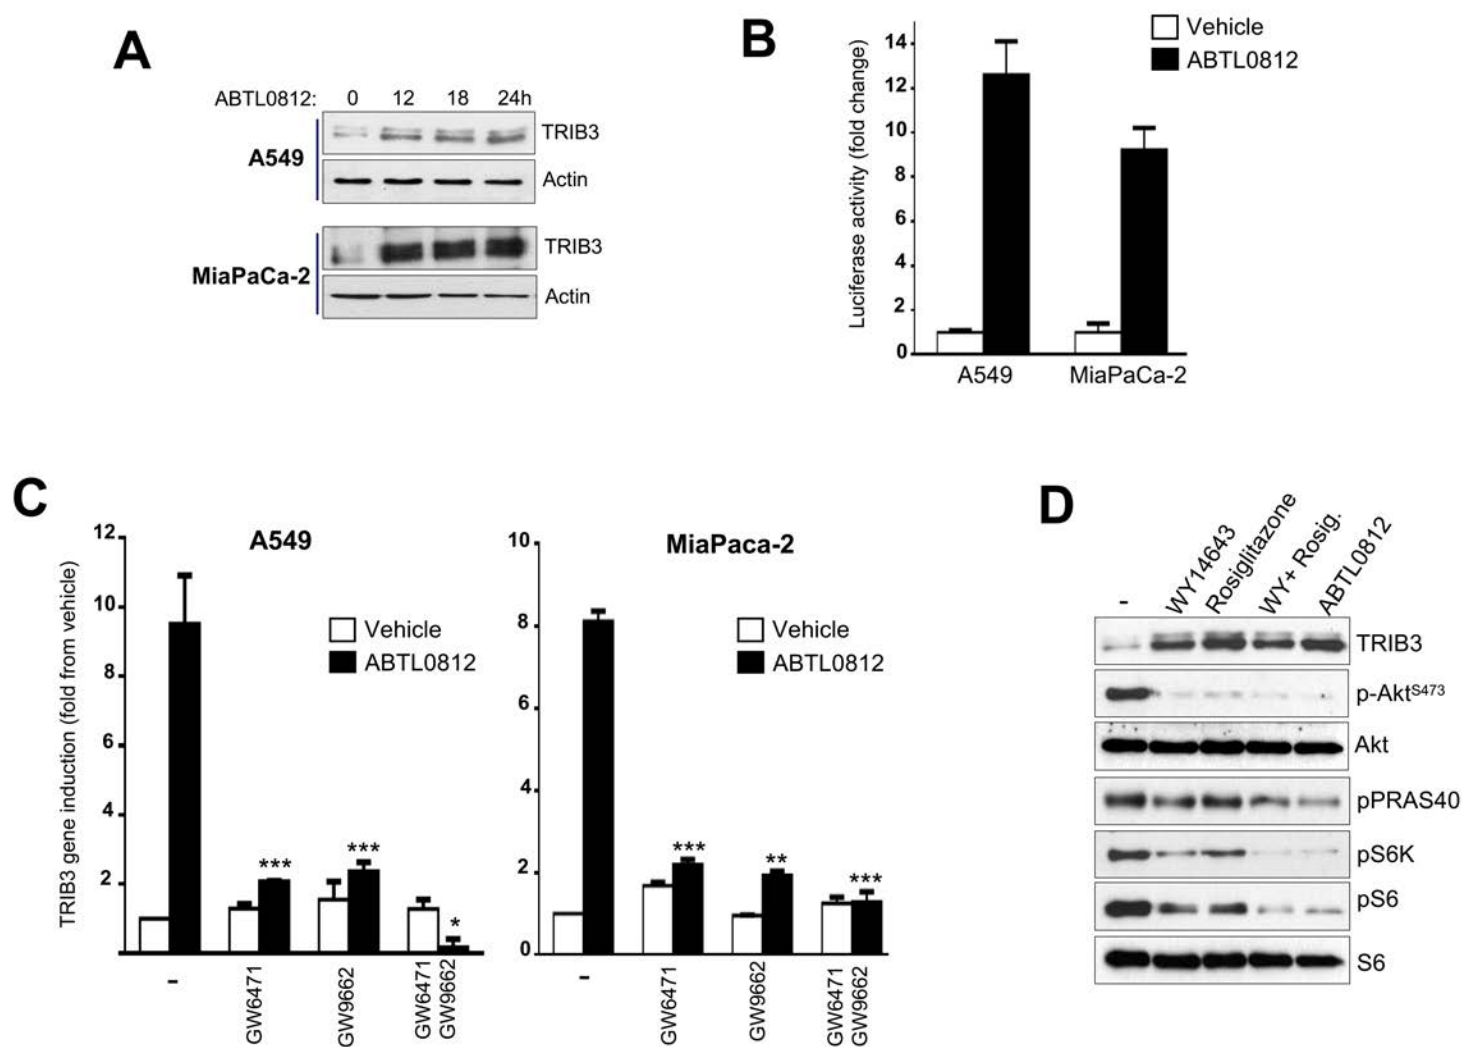 A
ABTL0812: 0 12 18 24h
TRIB3
A549
Actin
TRIB3
MiaPaCa-2
Actin
B
Vehicle
ABTL0812
Luciferase activity (fold change)
14
12
10
8
6
4
2
0
A549 MiaPaCa-2
C
TRIB3 gene induction (fold from vehicle)
A549
12
10
8
6
4
2
Vehicle
ABTL0812
***
***
*
-
GW6471
GW9662
GW6471
GW9662
MiaPaca-2
10
8
6
4
2
0
Vehicle
ABTL0812
***
**
***
-
GW6471
GW9662
GW6471
GW9662
D
-
WY14643
Rosiglitazone
WY+ Rosig.
ABTL0812
TRIB3
p-AktS473
Akt
pPRAS40
pS6K
pS6
S6